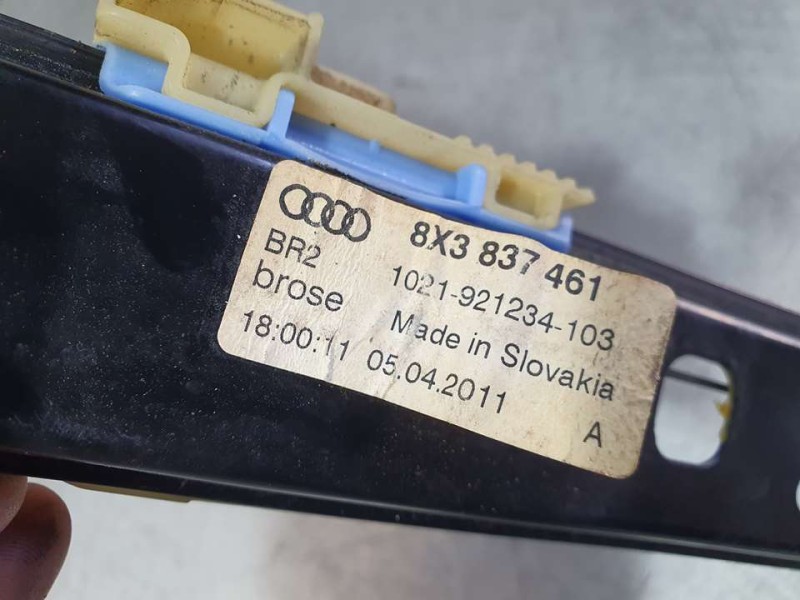 8X3 837 461
BR2 1021-921234-103
brose Made in Slovakia
18:00:11 05.04.2011 A